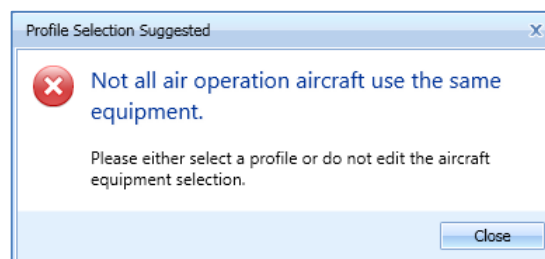 Profile Selection Suggested
Not all air operation aircraft use the same
equipment.
Please either select a profile or do not edit the aircraft
equipment selection.
Close